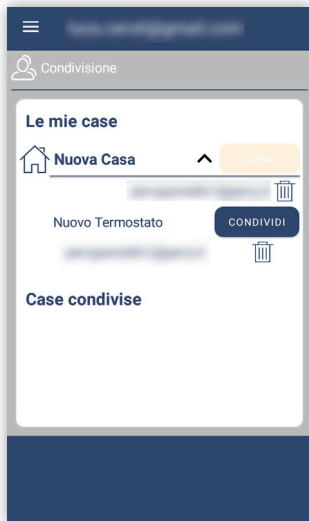 Condivisione
Le mie case
Nuova Casa DONA
Nuovo Termostato CONDIVIDI
Case condivise